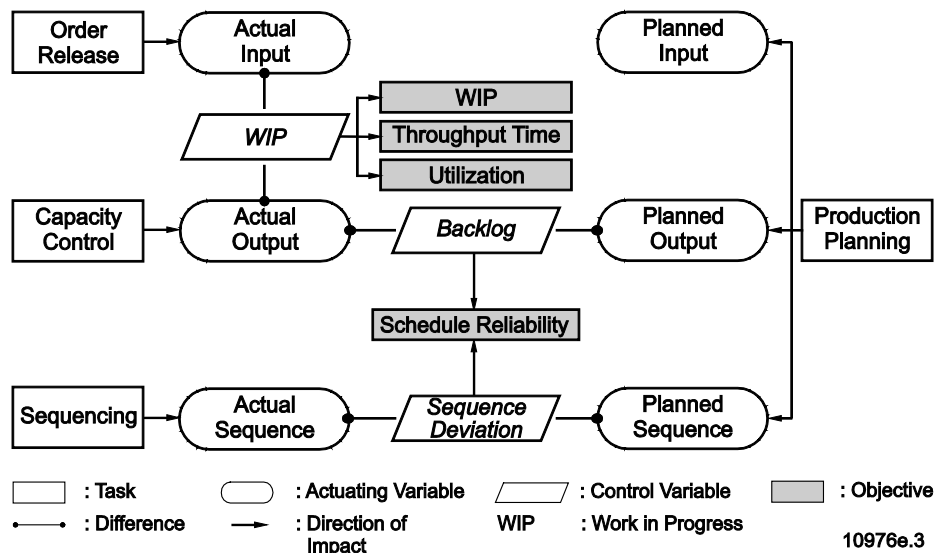 Order
Release
Actual
Input
Planned
Input
WIP
WIP
Throughput Time
Utilization
Capacity
Control
Actual
Output
Backlog
Planned
Output
Production
Planning
Schedule Reliability
Sequencing
Actual
Sequence
Sequence
Deviation
Planned
Sequence
: Task
: Actuating Variable
: Control Variable
: Objective
: Difference
: Direction of
Impact
WIP : Work in Progress
10976e.3